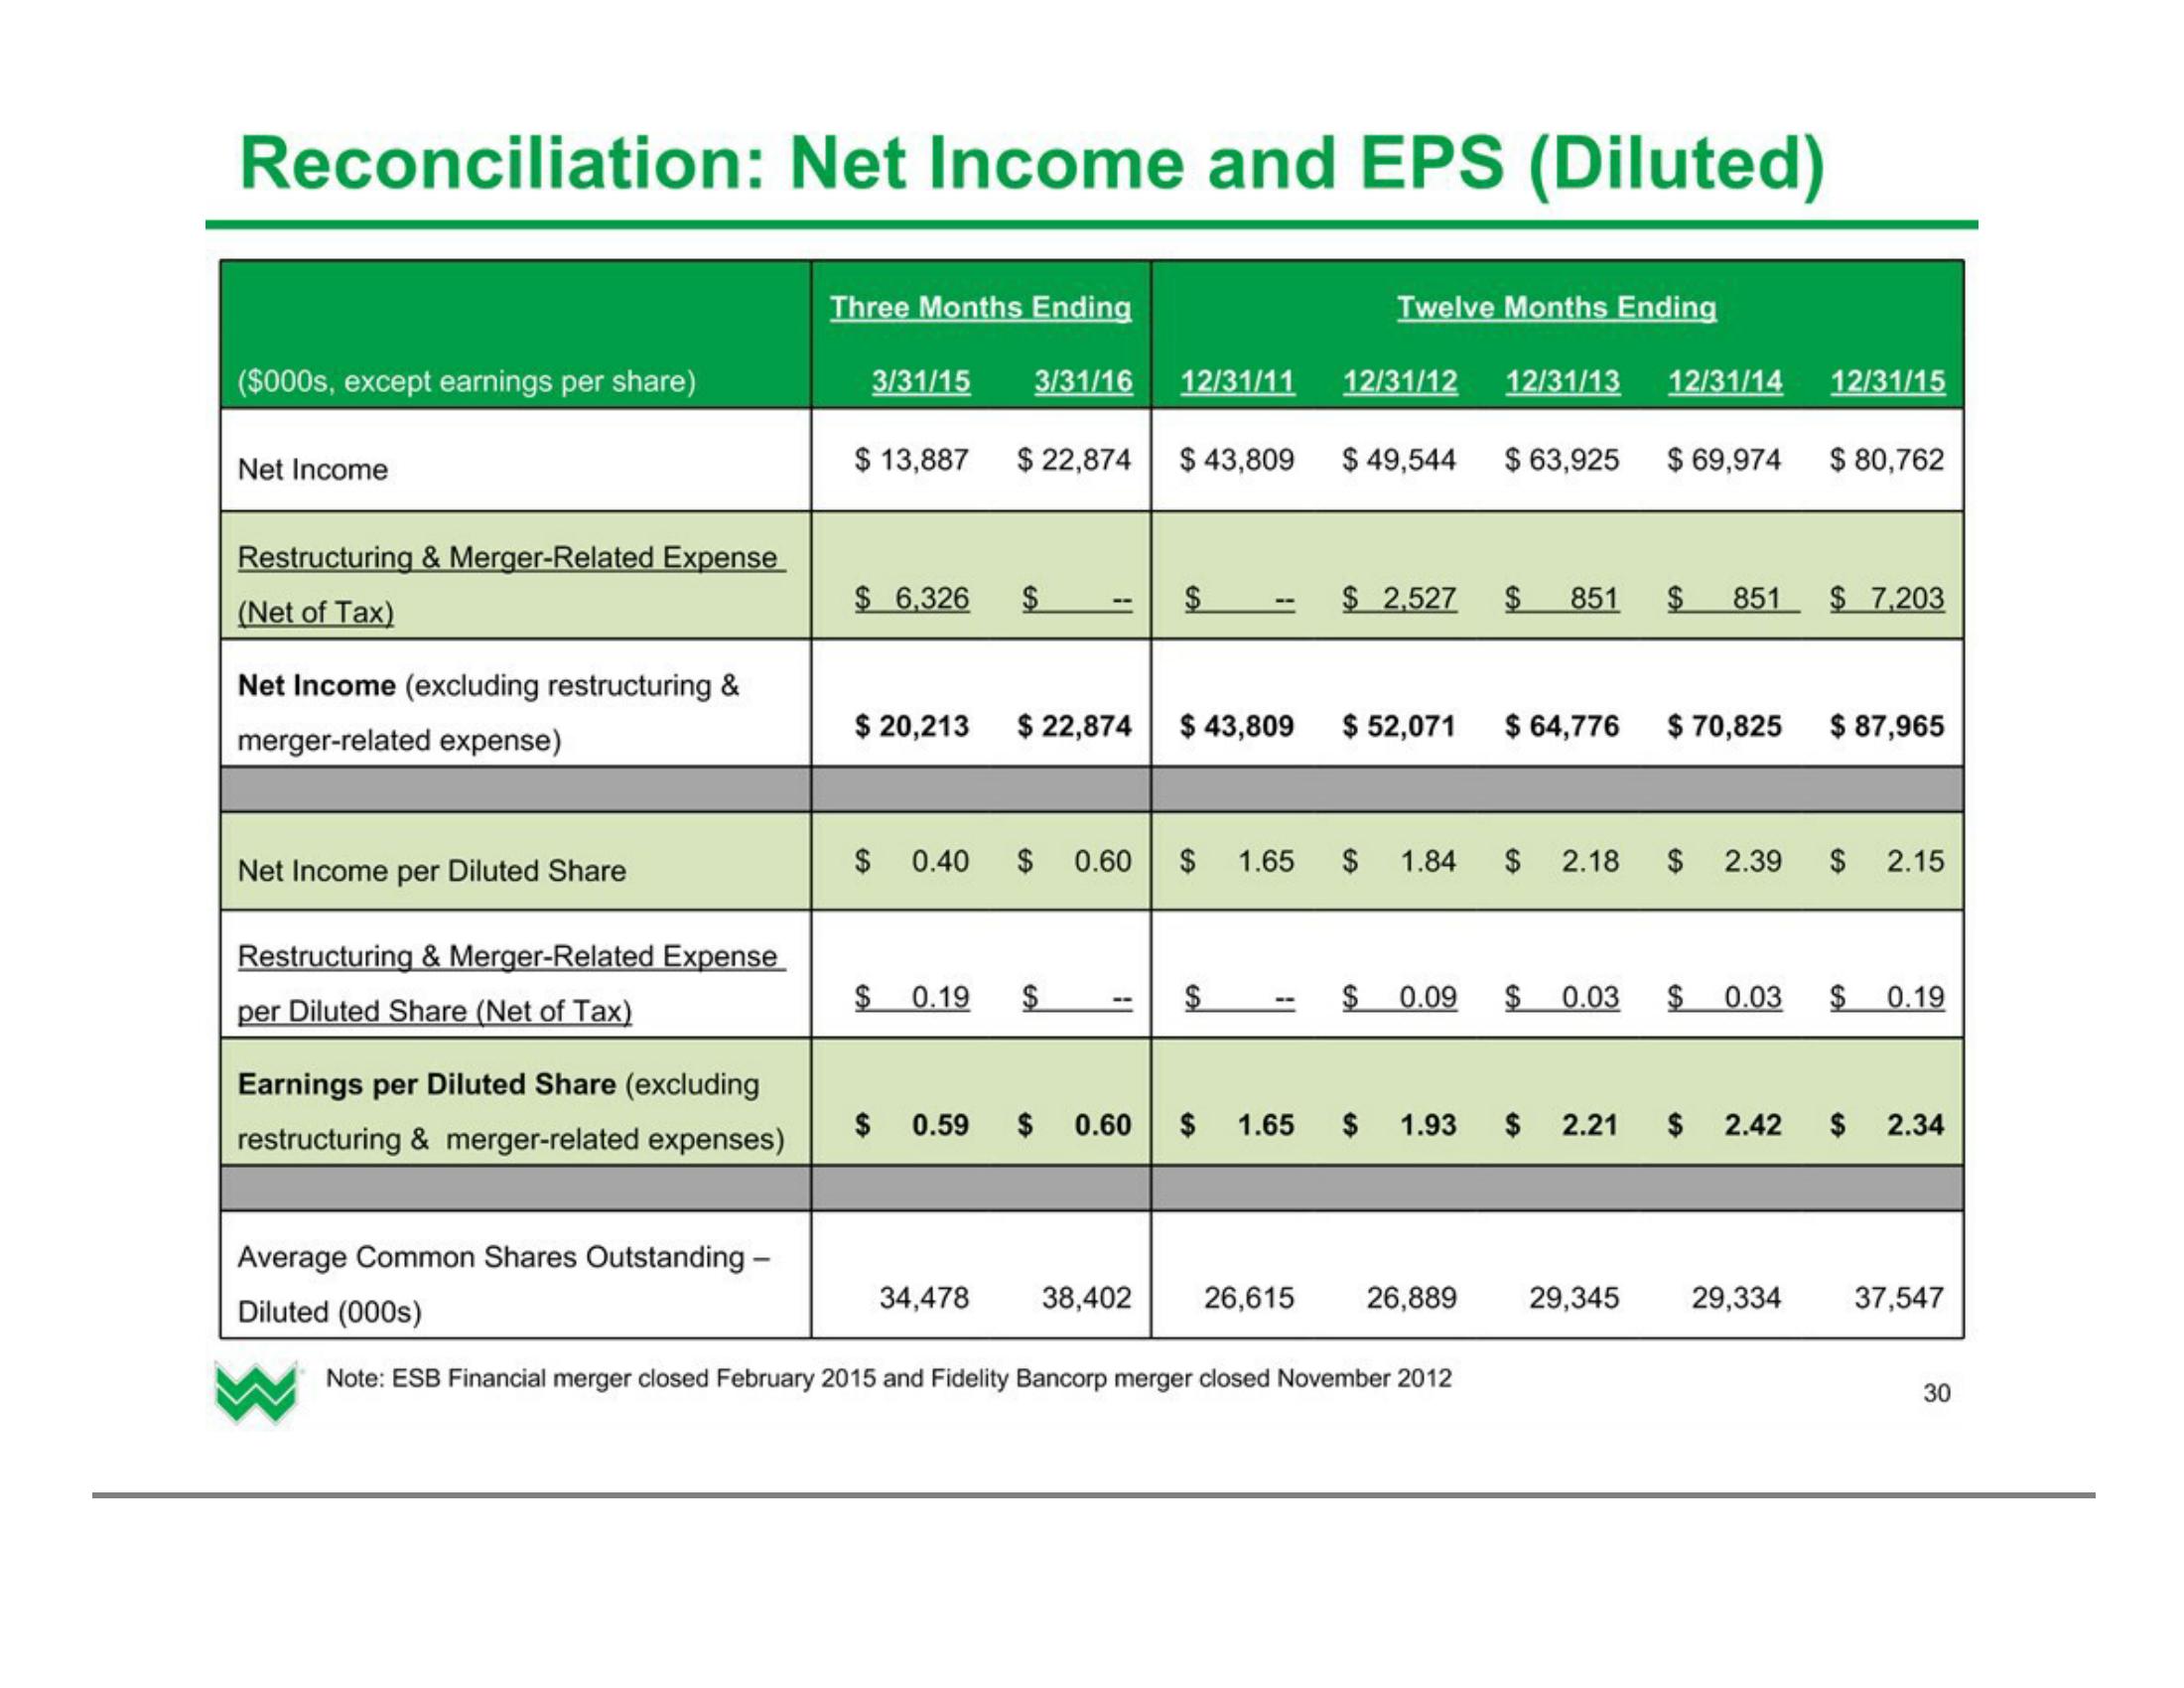 Reconciliation: Net Income and EPS (Diluted)
Three Months Ending Twelve Months Ending
($000s, except earnings per share) 3/31/15 3/31/16 12/31/11 12/31/12 12/31/13 12/31/14 12/31/15
Net Income $ 13,887 $ 22,874 $ 43,809 $ 49,544 $ 63,925 $ 69,974 $ 80,762
Restructuring & Merger-Related Expense
(Net of Tax) $ 6,326 $ -- $ -- $ 2,527 $ 851 $ 851 $ 7,203
Net Income (excluding restructuring &
merger-related expense) $ 20,213 $ 22,874 $ 43,809 $ 52,071 $ 64,776 $ 70,825 $ 87,965
Net Income per Diluted Share $ 0.40 $ 0.60 $ 1.65 $ 1.84 $ 2.18 $ 2.39 $ 2.15
Restructuring & Merger-Related Expense
per Diluted Share (Net of Tax) $ 0.19 $ -- $ -- $ 0.09 $ 0.03 $ 0.03 $ 0.19
Earnings per Diluted Share (excluding
restructuring & merger-related expenses) $ 0.59 $ 0.60 $ 1.65 $ 1.93 $ 2.21 $ 2.42 $ 2.34
Average Common Shares Outstanding –
Diluted (000s) 34,478 38,402 26,615 26,889 29,345 29,334 37,547
Note: ESB Financial merger closed February 2015 and Fidelity Bancorp merger closed November 2012
30